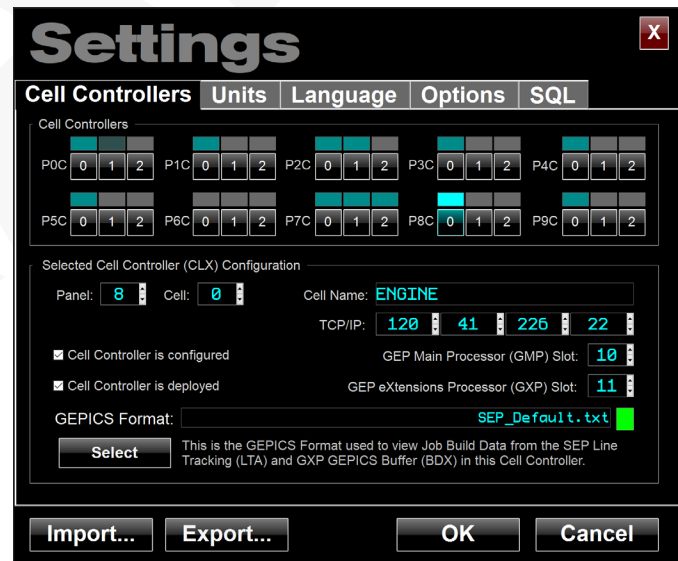 Settings
X
Cell Controllers Units Language Options SQL
Cell Controllers
P0C 0 1 2 P1C 0 1 2 P2C 0 1 2 P3C 0 1 2 P4C 0 1 2
P5C 0 1 2 P6C 0 1 2 P7C 0 1 2 P8C 0 1 2 P9C 0 1 2
Selected Cell Controller (CLX) Configuration
Panel: 8 Cell: 0 Cell Name: ENGINE
TCP/IP: 120 41 226 22
Cell Controller is configured GEP Main Processor (GMP) Slot: 10
Cell Controller is deployed GEP eXtensions Processor (GXP) Slot: 11
GEPICS Format: SEP_Default.txt
Select
This is the GEPICS Format used to view Job Build Data from the SEP Line
Tracking (LTA) and GXP GEPICS Buffer (BDX) in this Cell Controller.
Import... Export... OK Cancel